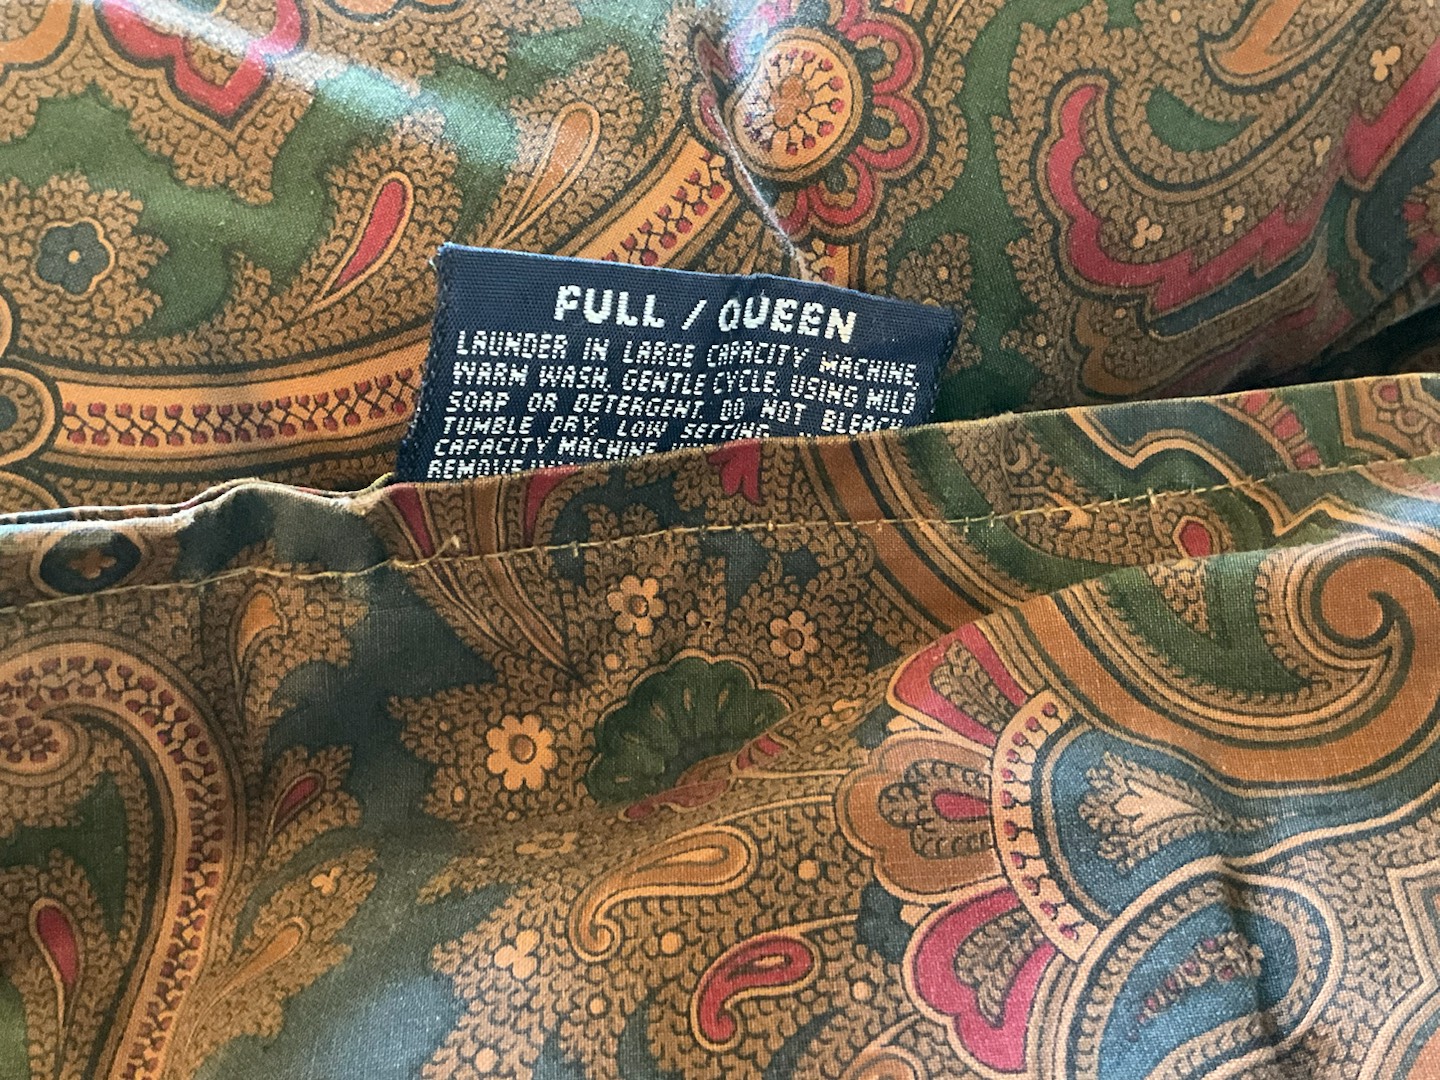 FULL / QUEEN
LAUNDER IN LARGE CAPACITY MACHINE,
WARM WASH, GENTLE CYCLE, USING MILD
SOAP OR DETERGENT. DO NOT BLEACH.
TUMBLE DRY, LOW SETTING,
CAPACITY MACHINE.
REMOVE